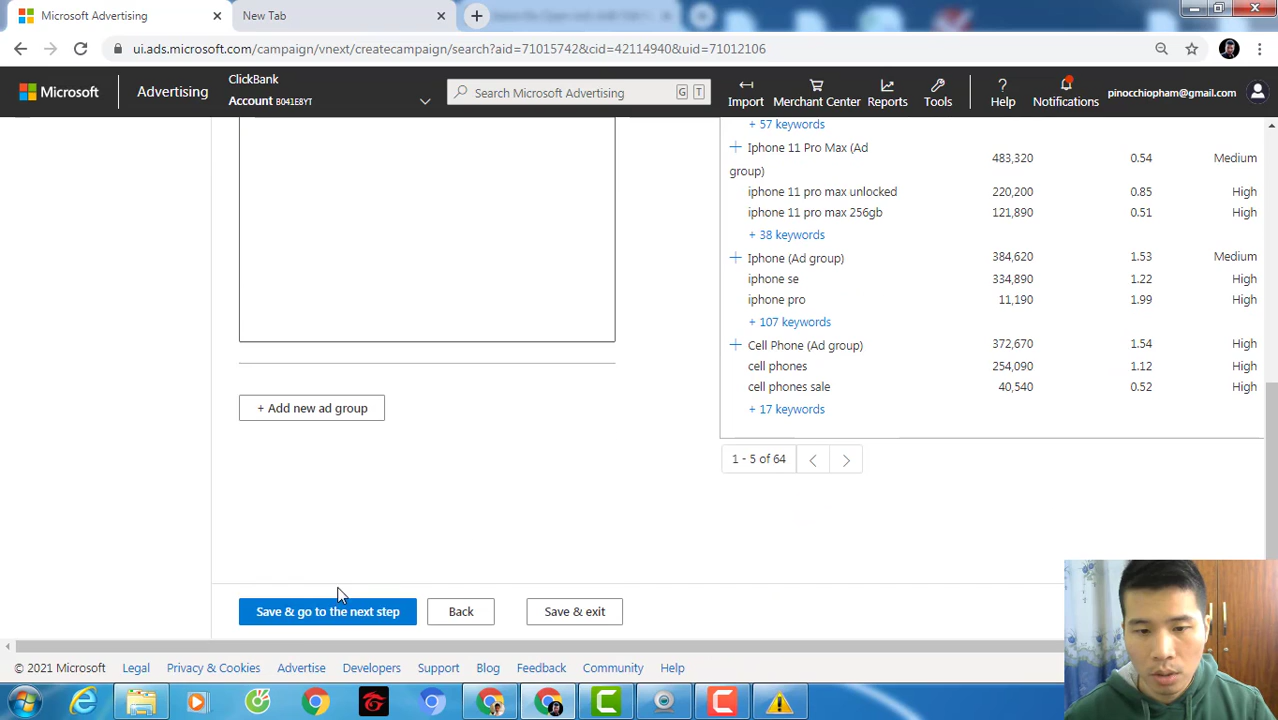 Microsoft Advertising
New Tab
ui.ads.microsoft.com/campaign/vnext/createcampaign/search?aid=71015742&cid=42114940&uid=71012106
Microsoft
Advertising
ClickBank
Account B041E8YT
Search Microsoft Advertising
G T
Import
Merchant Center
Reports
Tools
Help
Notifications
pinocchiopham@gmail.com
+ 57 keywords
Iphone 11 Pro Max (Ad group) 483,320 0.54 Medium
iphone 11 pro max unlocked 220,200 0.85 High
iphone 11 pro max 256gb 121,890 0.51 High
+ 38 keywords
Iphone (Ad group) 384,620 1.53 Medium
iphone se 334,890 1.22 High
iphone pro 11,190 1.99 High
+ 107 keywords
Cell Phone (Ad group) 372,670 1.54 High
cell phones 254,090 1.12 High
cell phones sale 40,540 0.52 High
+ 17 keywords
+ Add new ad group
1 - 5 of 64
Save & go to the next step
Back
Save & exit
© 2021 Microsoft Legal Privacy & Cookies Advertise Developers Support Blog Feedback Community Help